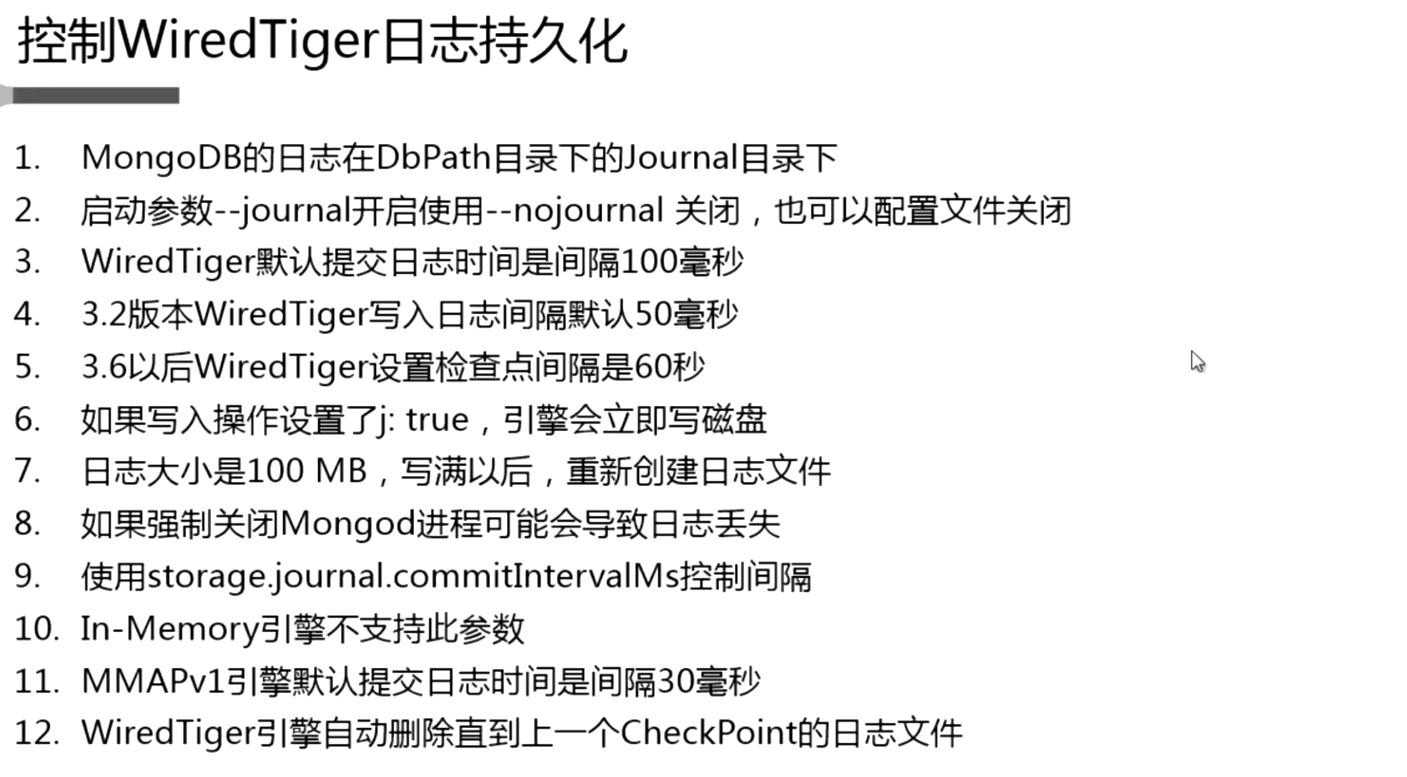 控制WiredTiger日志持久化
1. MongoDB的日志在DbPath目录下的Journal目录下
2. 启动参数--journal开启使用--nojournal 关闭，也可以配置文件关闭
3. WiredTiger默认提交日志时间是间隔100毫秒
4. 3.2版本WiredTiger写入日志间隔默认50毫秒
5. 3.6以后WiredTiger设置检查点间隔是60秒
6. 如果写入操作设置了j: true，引擎会立即写磁盘
7. 日志大小是100 MB，写满以后，重新创建日志文件
8. 如果强制关闭Mongod进程可能会导致日志丢失
9. 使用storage.journal.commitIntervalMs控制间隔
10. In-Memory引擎不支持此参数
11. MMAPv1引擎默认提交日志时间是间隔30毫秒
12. WiredTiger引擎自动删除直到上一个CheckPoint的日志文件